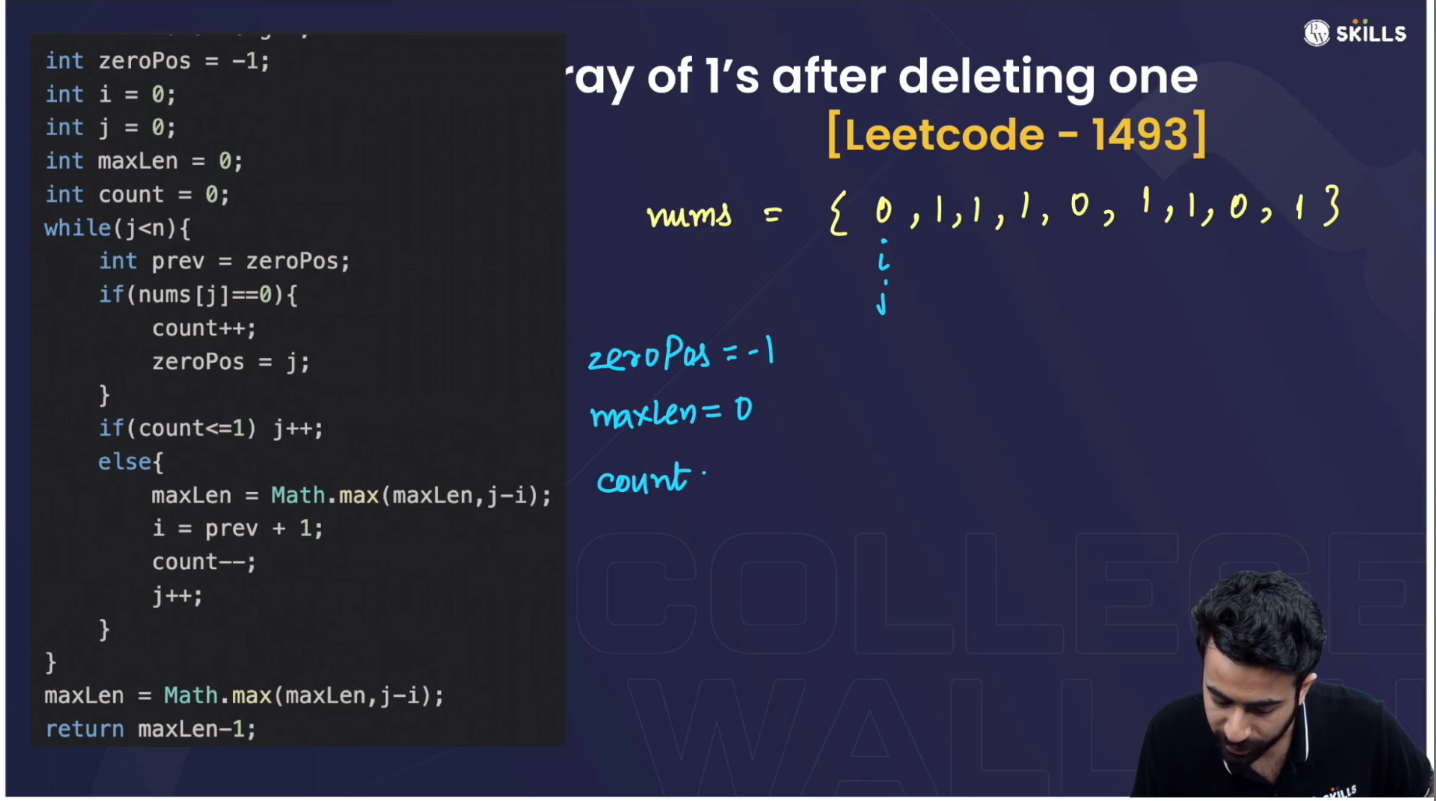 SKILLS
ray of 1's after deleting one
[Leetcode - 1493]
int zeroPos = -1;
int i = 0;
int j = 0;
int maxLen = 0;
int count = 0;
while(j<n){
int prev = zeroPos;
if(nums[j]==0){
count++;
zeroPos = j;
}
if(count<=1) j++;
else{
maxLen = Math.max(maxLen,j-i);
i = prev + 1;
count--;
j++;
}
}
maxLen = Math.max(maxLen,j-i);
return maxLen-1;
nums = { 0, 1, 1, 1, 0, 1, 1, 0, 1 }
i
j
zeroPos = -1
maxLen = 0
count
COLLEGE
WALL